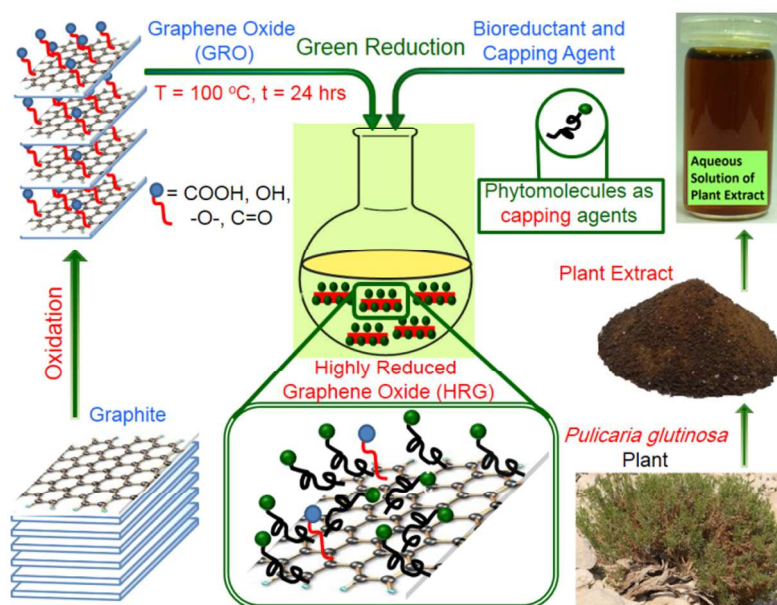 Graphene Oxide
(GRO)
Green Reduction
Bioreductant and
Capping Agent
T = 100 ºC, t = 24 hrs
= COOH, OH,
-O-, C=O
Phytomolecules as
capping agents
Aqueous
Solution of
Plant Extract
Oxidation
Plant Extract
Highly Reduced
Graphene Oxide (HRG)
Graphite
Pulicaria glutinosa
Plant